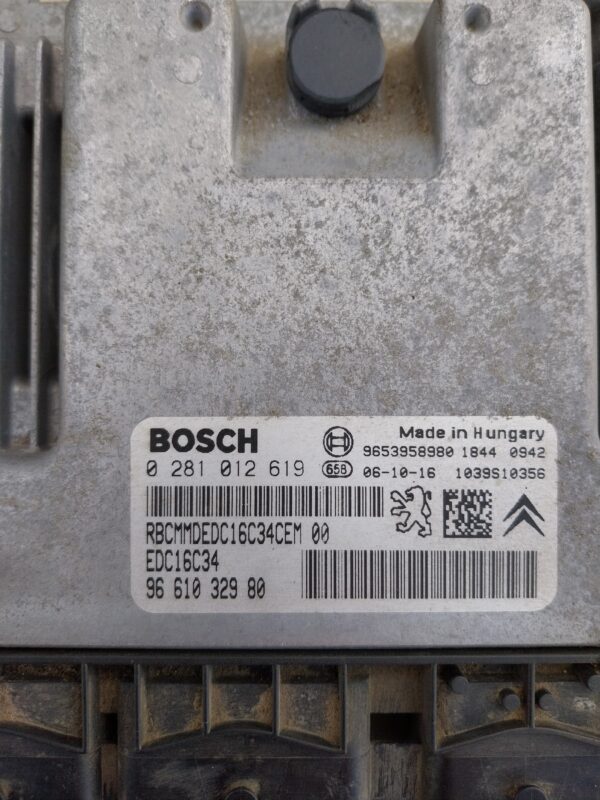 BOSCH
Made in Hungary
9653958980 1844 0942
0 281 012 619 658 06-10-16 1039S10356
RBCMMDEDC16C34CEM 00
EDC16C34
96 610 329 80